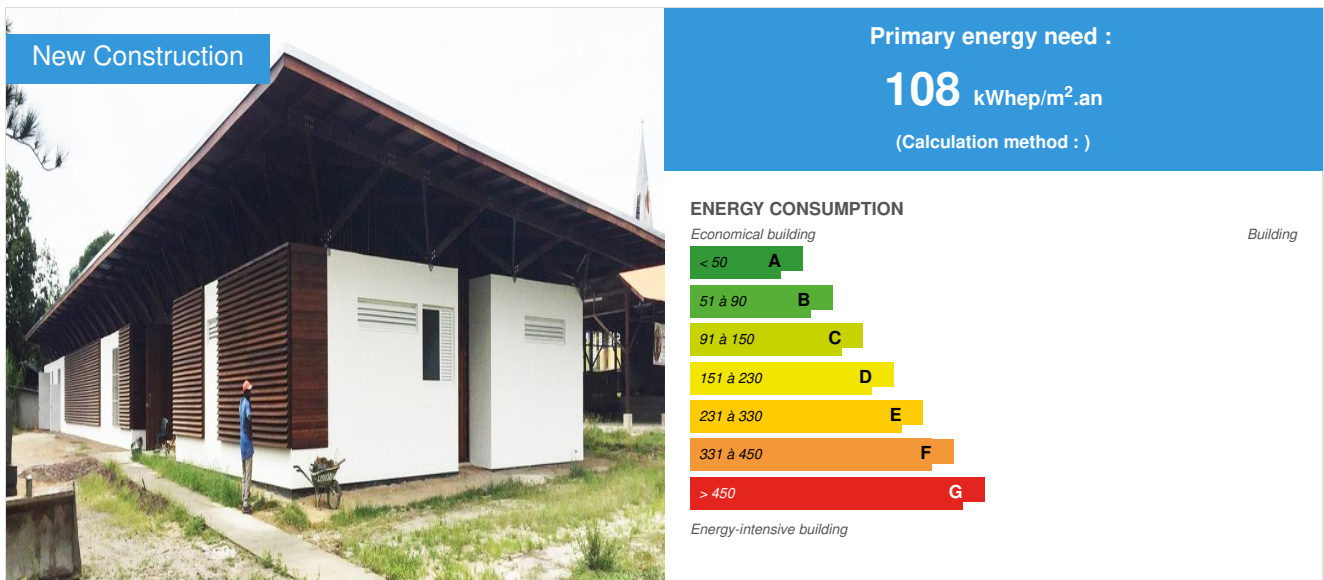 New Construction
Primary energy need :
108 kWhep/m².an
(Calculation method : )
ENERGY CONSUMPTION
Economical building
Building
< 50 A
51 à 90 B
91 à 150 C
151 à 230 D
231 à 330 E
331 à 450 F
> 450 G
Energy-intensive building